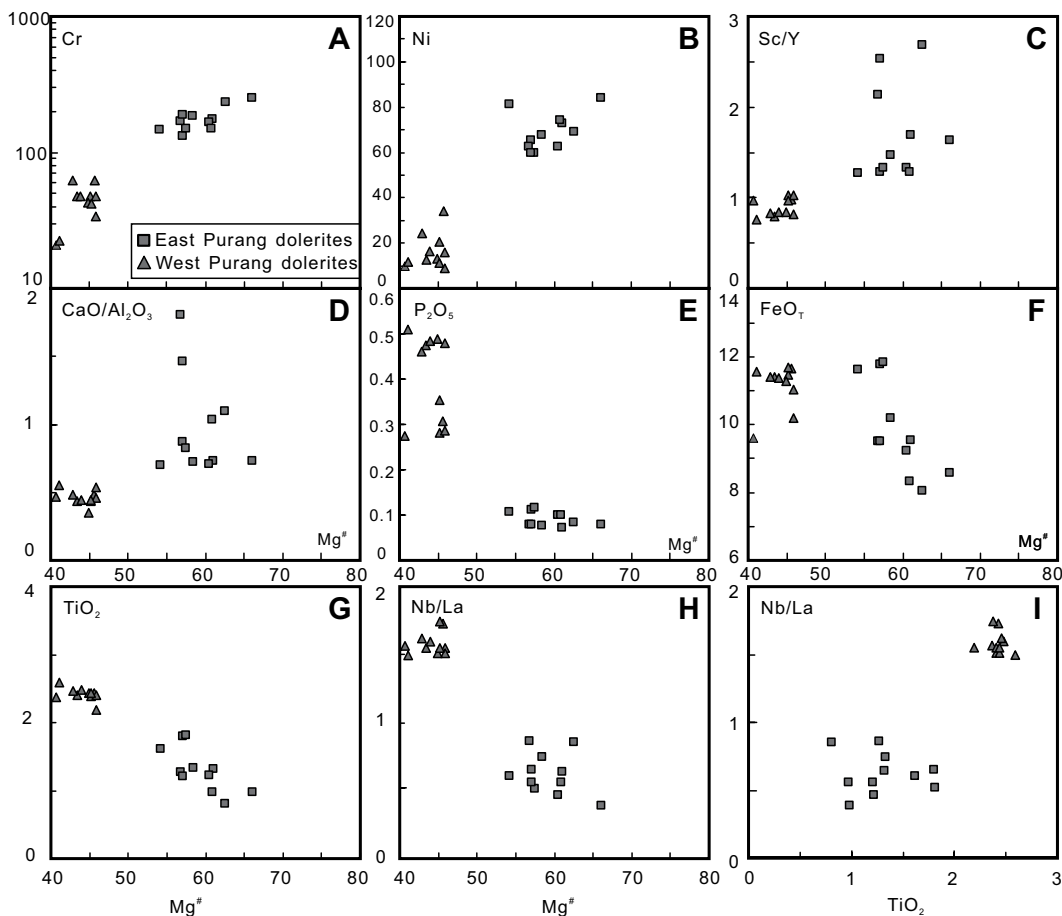 1000
Cr
A
100
10
East Purang dolerites
West Purang dolerites
120
Ni
B
100
80
60
40
20
0
3
Sc/Y
C
2
1
0
2
CaO/Al₂O₃
D
1
0
Mg#
40 50 60 70 80
0.6
P₂O₅
E
0.5
0.4
0.3
0.2
0.1
0
Mg#
40 50 60 70 80
14
FeOT
F
12
10
8
6
Mg#
40 50 60 70 80
4
TiO₂
G
2
0
40 50 60 70 80
Mg#
2
Nb/La
H
1
0
40 50 60 70 80
Mg#
2
Nb/La
I
1
0
0 1 2 3
TiO₂